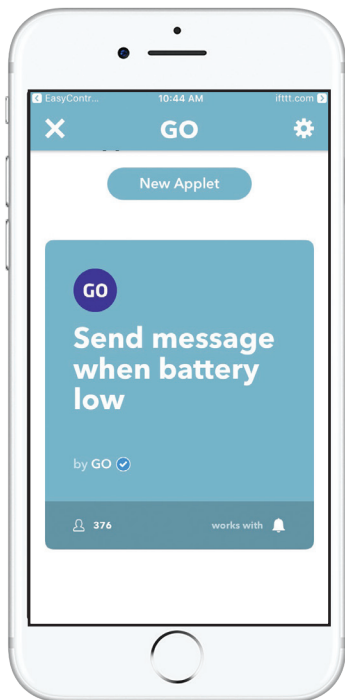 EasyContr... 10:44 AM ifttt.com
GO
New Applet
GO
Send message
when battery
low
by GO
376 works with